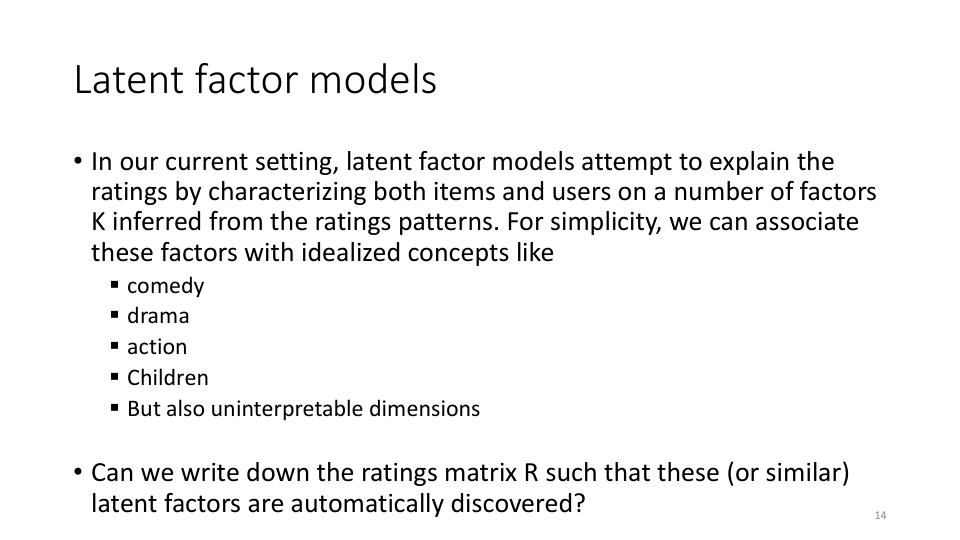 Latent factor models
• In our current setting, latent factor models attempt to explain the
ratings by characterizing both items and users on a number of factors
K inferred from the ratings patterns. For simplicity, we can associate
these factors with idealized concepts like
▪ comedy
▪ drama
▪ action
▪ Children
▪ But also uninterpretable dimensions
• Can we write down the ratings matrix R such that these (or similar)
latent factors are automatically discovered?
14